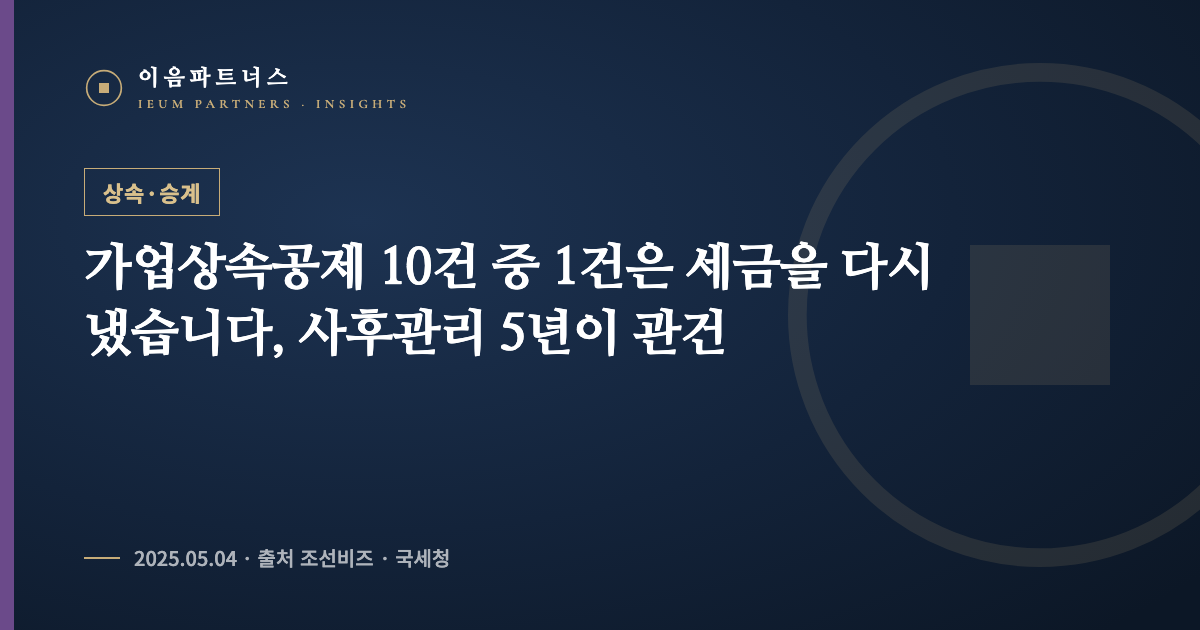 이음파트너스
IEUM PARTNERS · INSIGHTS
상속·승계
가업상속공제 10건 중 1건은 세금을 다시
냈습니다, 사후관리 5년이 관건
2025.05.04 · 출처 조선비즈 · 국세청